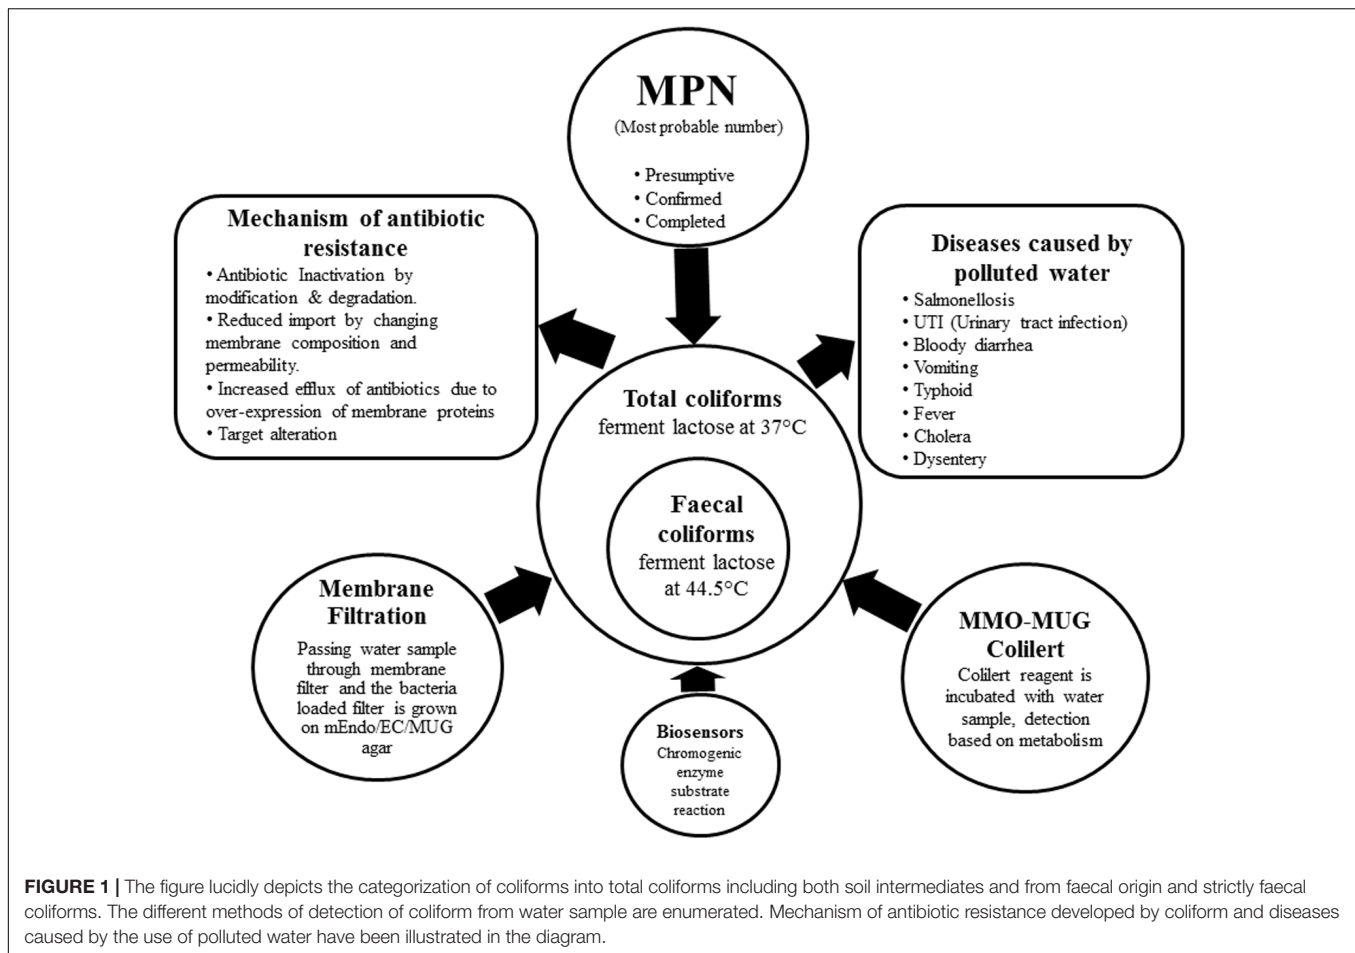 MPN
(Most probable number)
• Presumptive
• Confirmed
• Completed
Mechanism of antibiotic
resistance
• Antibiotic Inactivation by
modification & degradation.
• Reduced import by changing
membrane composition and
permeability.
• Increased efflux of antibiotics due to
over-expression of membrane proteins
• Target alteration
Diseases caused by
polluted water
• Salmonellosis
• UTI (Urinary tract infection)
• Bloody diarrhea
• Vomiting
• Typhoid
• Fever
• Cholera
• Dysentery
Total coliforms
ferment lactose at 37°C
Faecal
coliforms
ferment lactose
at 44.5°C
Membrane
Filtration
Passing water sample
through membrane
filter and the bacteria
loaded filter is grown
on mEndo/EC/MUG
agar
Biosensors
Chromogenic
enzyme
substrate
reaction
MMO-MUG
Colilert
Colilert reagent is
incubated with water
sample, detection
based on metabolism
FIGURE 1 | The figure lucidly depicts the categorization of coliforms into total coliforms including both soil intermediates and from faecal origin and strictly faecal
coliforms. The different methods of detection of coliform from water sample are enumerated. Mechanism of antibiotic resistance developed by coliform and diseases
caused by the use of polluted water have been illustrated in the diagram.